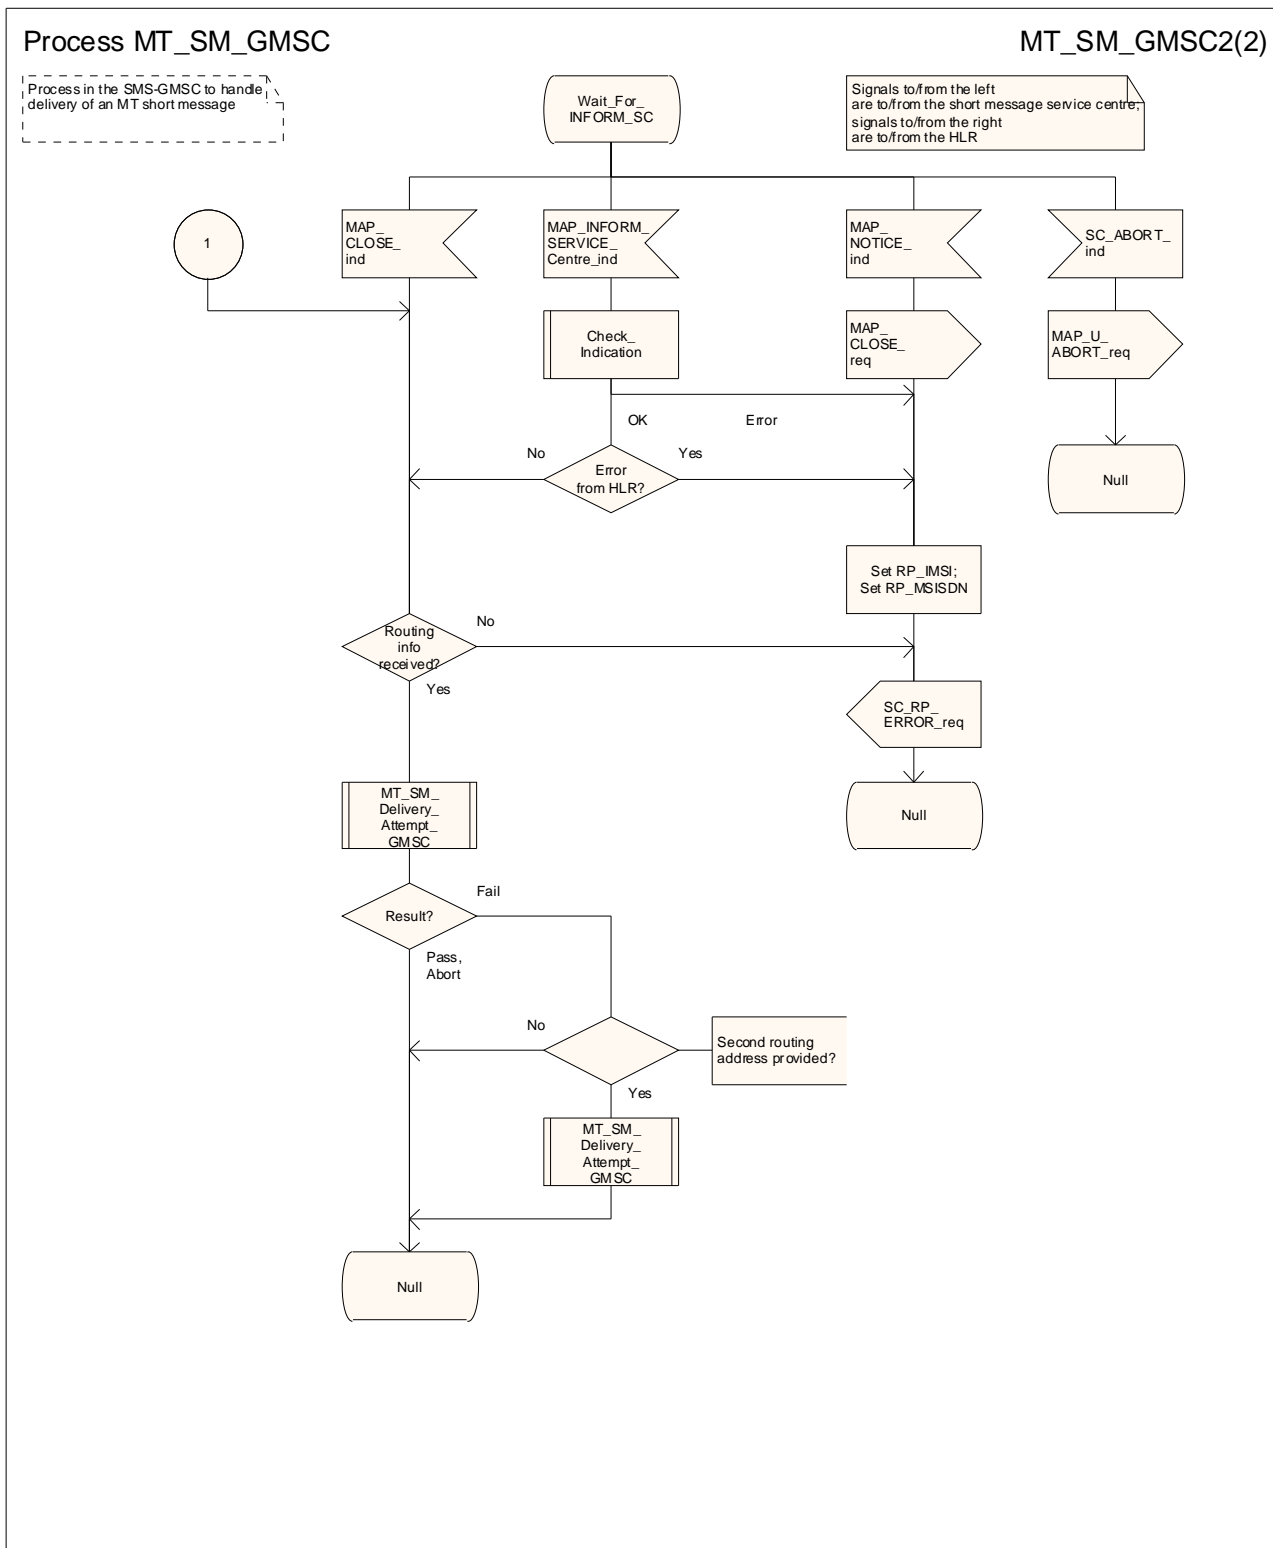 Process MT_SM_GMSC
MT_SM_GMSC2(2)
Process in the SMS-GMSC to handle
delivery of an MT short message
Wait_For_
INFORM_SC
Signals to/from the left
are to/from the short message service centre;
signals to/from the right
are to/from the HLR
1
MAP_
CLOSE_
ind
MAP_INFORM_
SERVICE_
Centre_ind
MAP_
NOTICE_
ind
SC_ABORT_
ind
Check_
Indication
MAP_
CLOSE_
req
MAP_U_
ABORT_req
OK
Error
No
Yes
Error
from HLR?
Null
Set RP_IMSI;
Set RP_MSISDN
Routing
info
received?
No
Yes
SC_RP_
ERROR_req
MT_SM_
Delivery_
Attempt_
GMSC
Null
Result?
Fail
Pass,
Abort
No
Second routing
address provided?
Yes
MT_SM_
Delivery_
Attempt_
GMSC
Null